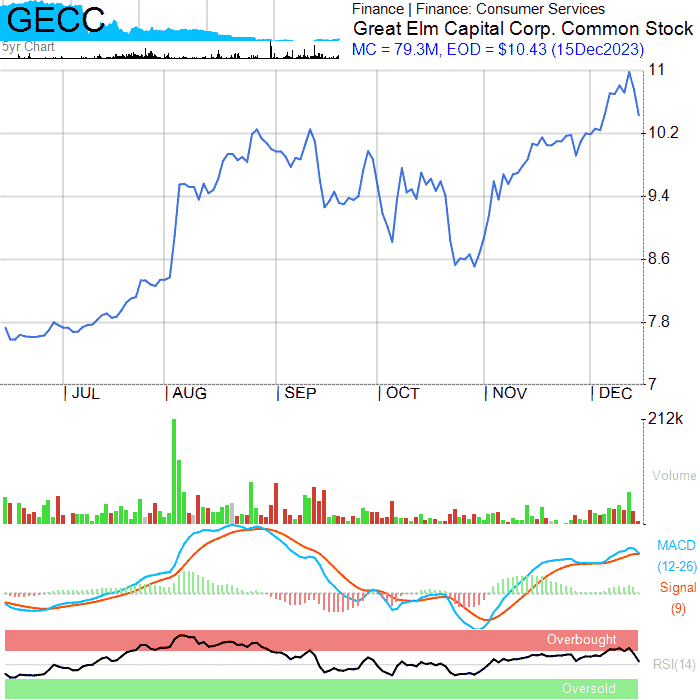 GECC
5yr Chart
Finance | Finance: Consumer Services
Great Elm Capital Corp. Common Stock
MC = 79.3M, EOD = $10.43 (15Dec2023)
11
10.2
9.4
8.6
7.8
7
| JUL | AUG | SEP | OCT | NOV | DEC
212k
Volume
MACD
(12-26)
Signal
(9)
Overbought
RSI(14)
Oversold